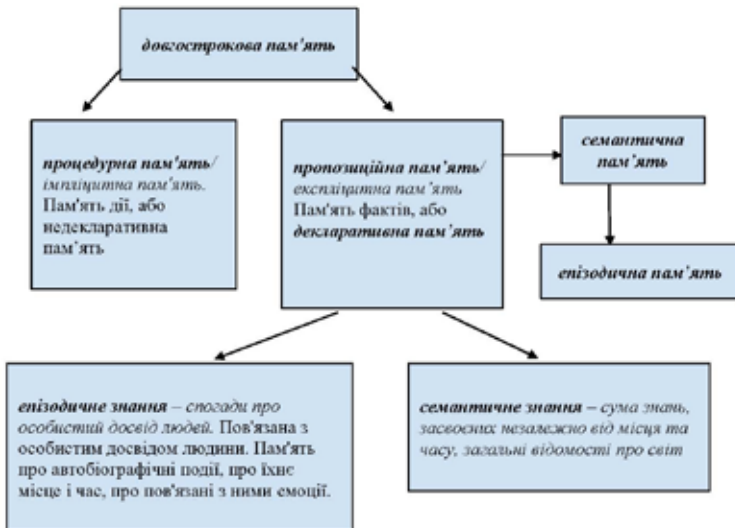 довгострокова пам’ять
процедурна пам'ять/
імпліцитна пам'ять.
Пам'ять дії, або
недекларативна
пам’ять
пропозиційна пам’ять/
експліцитна пам'ять
Пам'ять фактів, або
декларативна пам’ять
семантична
пам’ять
епізодична пам’ять
епізодичне знання – спогади про
особистий досвід людей. Пов'язана з
особистим досвідом людини. Пам'ять
про автобіографічні події, про їхнє
місце і час, про пов'язані з ними емоції.
семантичне знання – сума знань,
засвоєних незалежно від місця та
часу, загальні відомості про світ